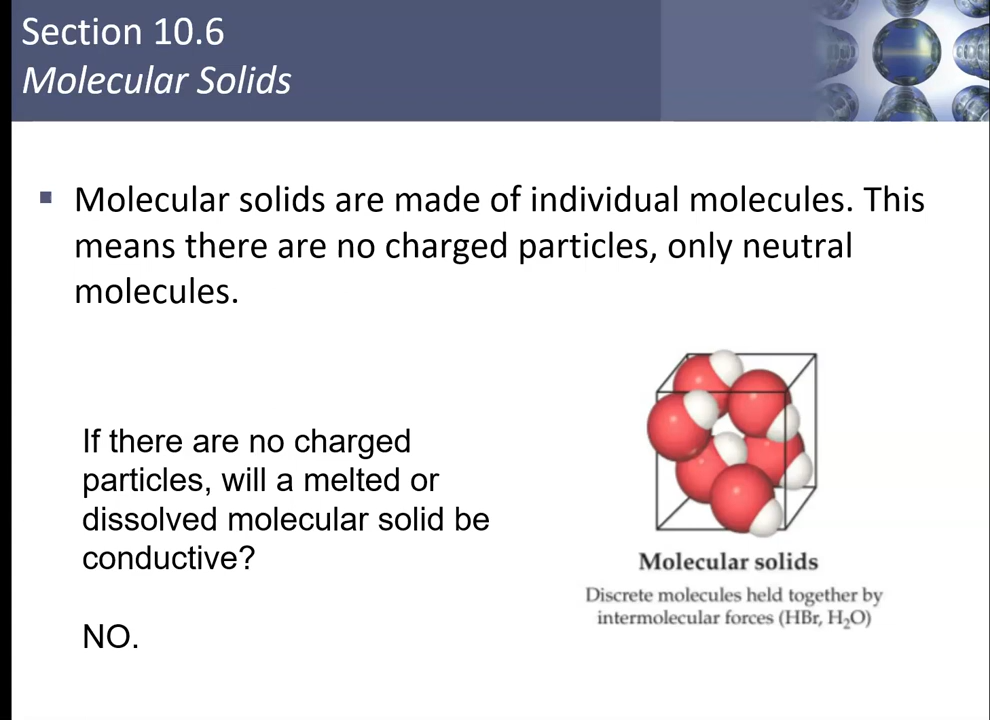 Section 10.6
Molecular Solids
▪ Molecular solids are made of individual molecules. This
means there are no charged particles, only neutral
molecules.
If there are no charged
particles, will a melted or
dissolved molecular solid be
conductive?
NO.
Molecular solids
Discrete molecules held together by
intermolecular forces (HBr, H₂O)